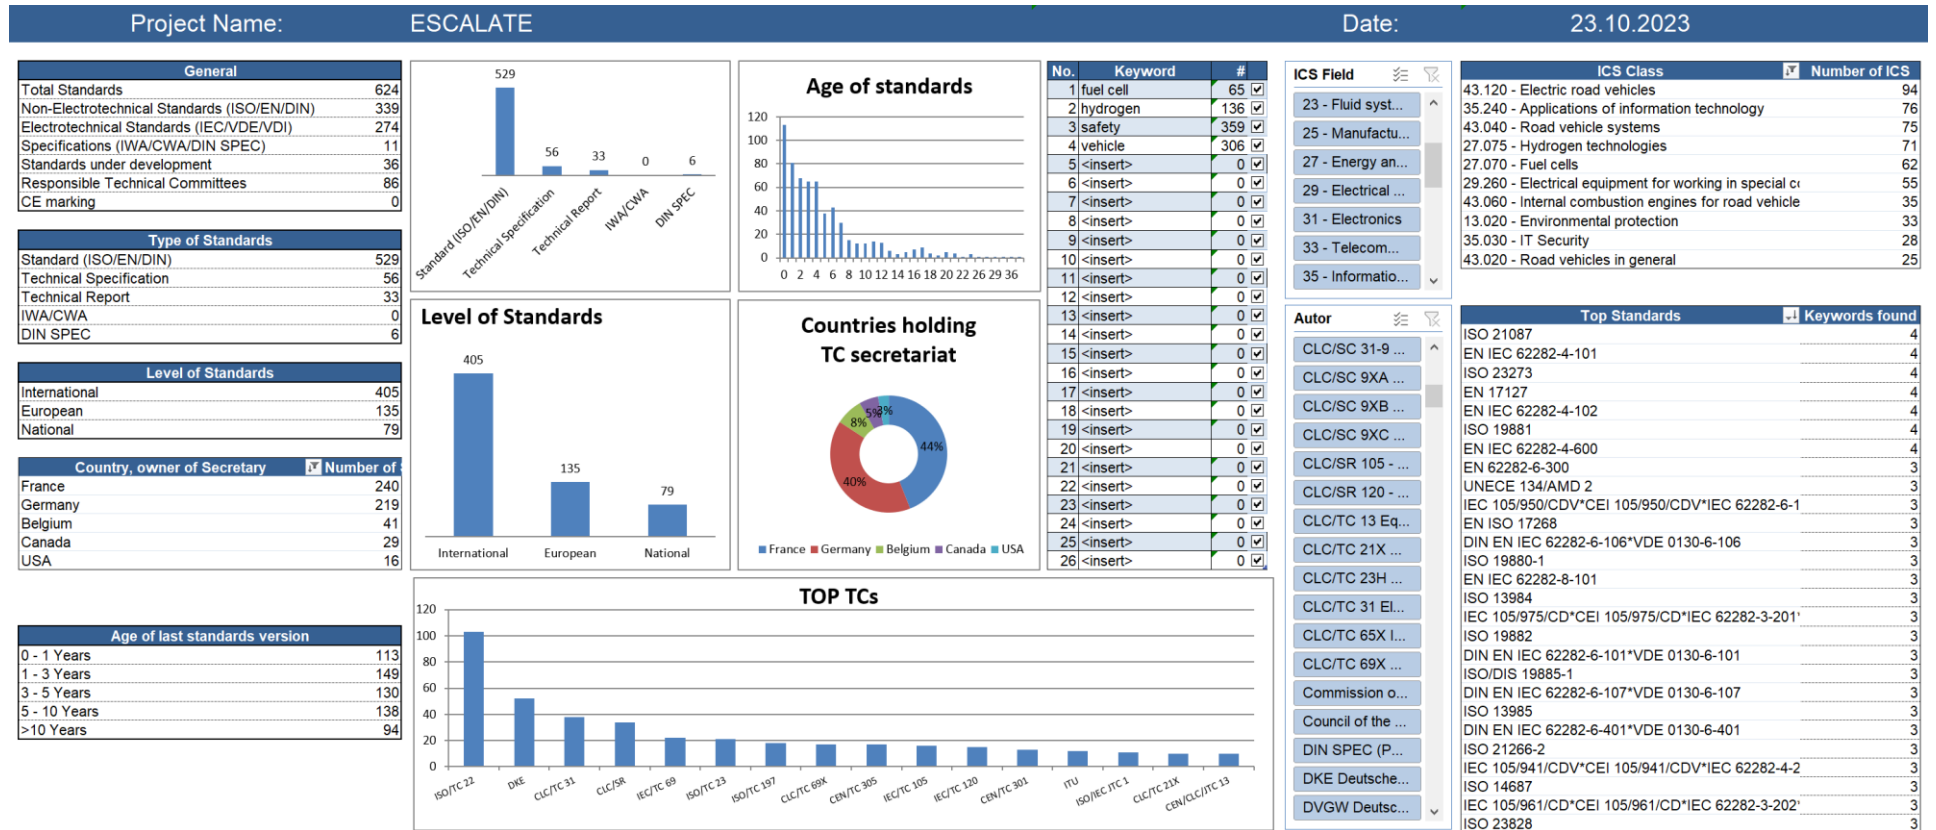 Project Name: ESCALATE Date: 23.10.2023
General
Total Standards 624
Non-Electrotechnical Standards (ISO/EN/DIN) 339
Electrotechnical Standards (IEC/VDE/VDI) 274
Specifications (IWA/CWA/DIN SPEC) 11
Standards under development 36
Responsible Technical Committees 86
CE marking 0
Type of Standards
Standard (ISO/EN/DIN) 529
Technical Specification 56
Technical Report 33
IWA/CWA 0
DIN SPEC 6
Level of Standards
International 405
European 135
National 79
Country, owner of Secretary Number of
France 240
Germany 219
Belgium 41
Canada 29
USA 16
Age of last standards version
0 - 1 Years 113
1 - 3 Years 149
3 - 5 Years 130
5 - 10 Years 138
>10 Years 94
529
56
33
0
6
Standard (ISO/EN/DIN)
Technical Specification
Technical Report
IWA/CWA
DIN SPEC
Age of standards
120
100
80
60
40
20
0
0 2 4 6 8 10 12 14 16 18 20 22 26 29 36
Level of Standards
405
135
79
International European National
Countries holding
TC secretariat
44%
40%
8%
5%
3%
France Germany Belgium Canada USA
TOP TCs
120
100
80
60
40
20
0
ISO/TC 22
DKE
CLC/TC 31
CLC/SR
IEC/TC 69
ISO/TC 23
ISO/TC 197
CLC/TC 69X
CEN/TC 305
IEC/TC 105
IEC/TC 120
CEN/TC 301
ITU
ISO/IEC JTC 1
CLC/TC 21X
CEN/CLC/JTC 13
No. Keyword #
1 fuel cell 65
2 hydrogen 136
3 safety 359
4 vehicle 306
5 <insert> 0
6 <insert> 0
7 <insert> 0
8 <insert> 0
9 <insert> 0
10 <insert> 0
11 <insert> 0
12 <insert> 0
13 <insert> 0
14 <insert> 0
15 <insert> 0
16 <insert> 0
17 <insert> 0
18 <insert> 0
19 <insert> 0
20 <insert> 0
21 <insert> 0
22 <insert> 0
23 <insert> 0
24 <insert> 0
25 <insert> 0
26 <insert> 0
ICS Field
23 - Fluid syst...
25 - Manufactu...
27 - Energy an...
29 - Electrical ...
31 - Electronics
33 - Telecom...
35 - Informatio...
Autor
CLC/SC 31-9 ...
CLC/SC 9XA ...
CLC/SC 9XB ...
CLC/SC 9XC ...
CLC/SR 105 - ...
CLC/SR 120 - ...
CLC/TC 13 Eq...
CLC/TC 21X ...
CLC/TC 23H ...
CLC/TC 31 El...
CLC/TC 65X I...
CLC/TC 69X ...
Commission o...
Council of the ...
DIN SPEC (P...
DKE Deutsche...
DVGW Deutsc...
ICS Class Number of ICS
43.120 - Electric road vehicles 94
35.240 - Applications of information technology 76
43.040 - Road vehicle systems 75
27.075 - Hydrogen technologies 71
27.070 - Fuel cells 62
29.260 - Electrical equipment for working in special co 55
43.060 - Internal combustion engines for road vehicle 35
13.020 - Environmental protection 33
35.030 - IT Security 28
43.020 - Road vehicles in general 25
Top Standards Keywords found
ISO 21087 4
EN IEC 62282-4-101 4
ISO 23273 4
EN 17127 4
EN IEC 62282-4-102 4
ISO 19881 4
EN IEC 62282-4-600 4
EN 62282-6-300 3
UNECE 134/AMD 2 3
IEC 105/950/CDV*CEI 105/950/CDV*IEC 62282-6-1 3
EN ISO 17268 3
DIN EN IEC 62282-6-106*VDE 0130-6-106 3
ISO 19880-1 3
EN IEC 62282-8-101 3
ISO 13984 3
IEC 105/975/CD*CEI 105/975/CD*IEC 62282-3-201* 3
ISO 19882 3
DIN EN IEC 62282-6-101*VDE 0130-6-101 3
ISO/DIS 19885-1 3
DIN EN IEC 62282-6-107*VDE 0130-6-107 3
ISO 13985 3
DIN EN IEC 62282-6-401*VDE 0130-6-401 3
ISO 21266-2 3
IEC 105/941/CDV*CEI 105/941/CDV*IEC 62282-4-2 3
ISO 14687 3
IEC 105/961/CD*CEI 105/961/CD*IEC 62282-3-202* 3
ISO 23828 3